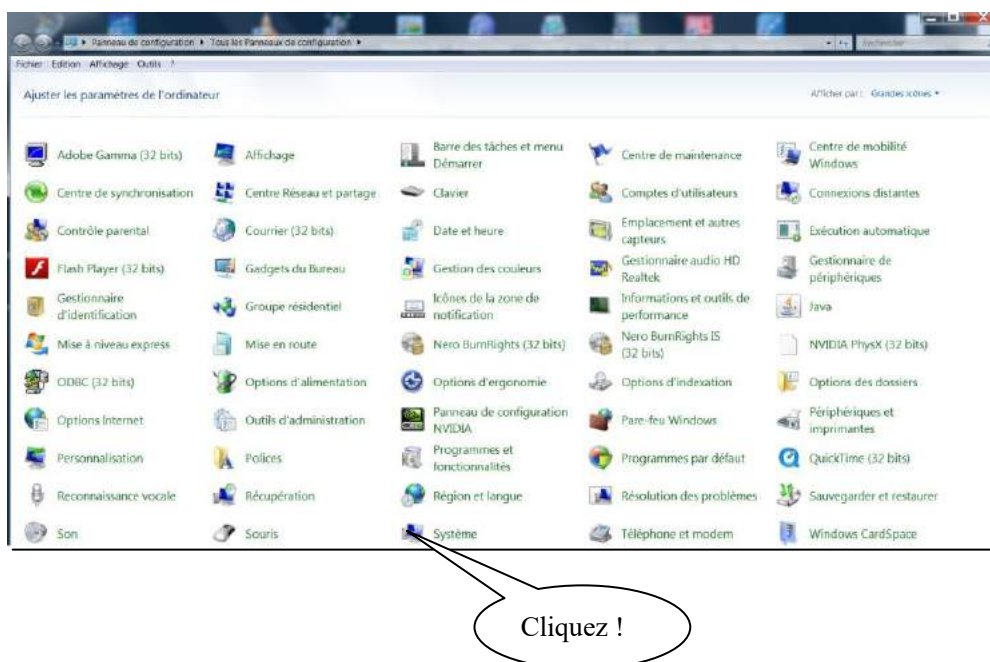 Panneau de configuration Tous les Panneaux de configuration
Rechercher
Fichier Edition Affichage Outils ?
Ajuster les paramètres de l'ordinateur
Afficher par : Grandes icônes
Adobe Gamma (32 bits)
Affichage
Barre des tâches et menu
Démarrer
Centre de maintenance
Centre de mobilité
Windows
Centre de synchronisation
Centre Réseau et partage
Clavier
Comptes d'utilisateurs
Connexions distantes
Contrôle parental
Courrier (32 bits)
Date et heure
Emplacement et autres
capteurs
Exécution automatique
Flash Player (32 bits)
Gadgets du Bureau
Gestion des couleurs
Gestionnaire audio HD
Realtek
Gestionnaire de
périphériques
Gestionnaire
d'identification
Groupe résidentiel
Icônes de la zone de
notification
Informations et outils de
performance
Java
Mise à niveau express
Mise en route
Nero BurnRights (32 bits)
Nero BurnRights IS
(32 bits)
NVIDIA PhysX (32 bits)
ODBC (32 bits)
Options d'alimentation
Options d'ergonomie
Options d'indexation
Options des dossiers
Options Internet
Outils d'administration
Panneau de configuration
NVIDIA
Pare-feu Windows
Périphériques et
imprimantes
Personnalisation
Polices
Programmes et
fonctionnalités
Programmes par défaut
QuickTime (32 bits)
Reconnaissance vocale
Récupération
Région et langue
Résolution des problèmes
Sauvegarder et restaurer
Son
Souris
Système
Téléphone et modem
Windows CardSpace
Cliquez !